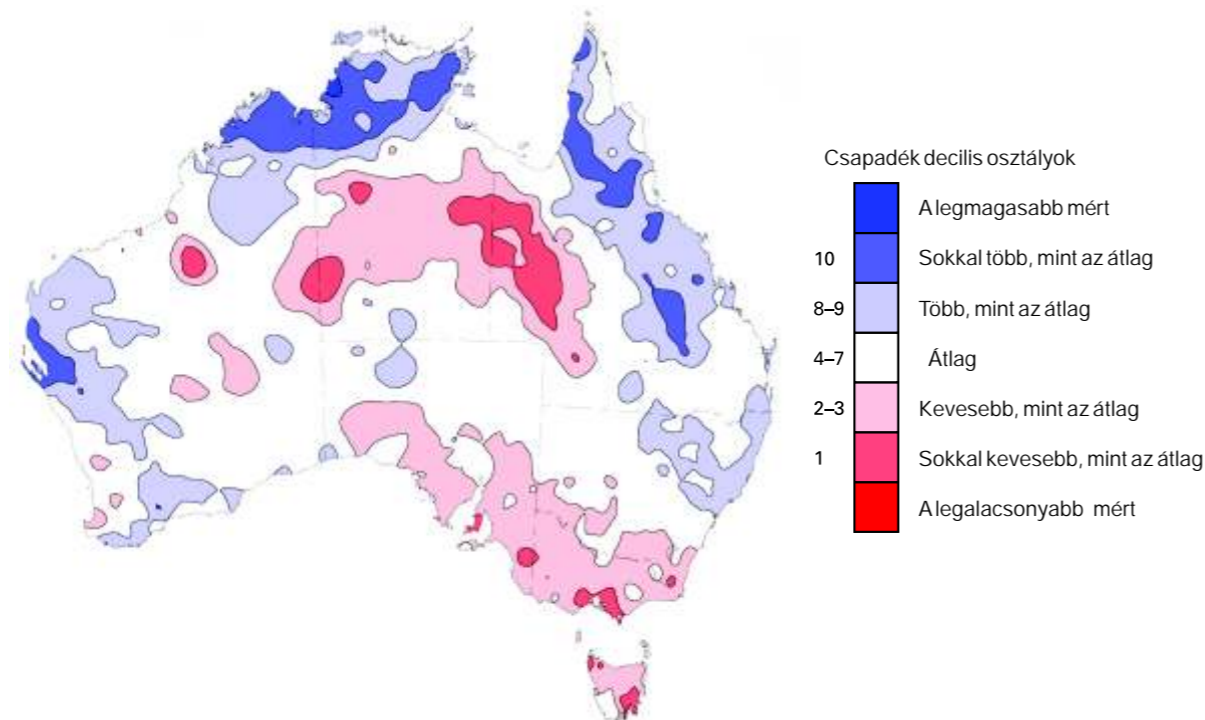 Csapadék decilis osztályok
A legmagasabb mért
10 Sokkal több, mint az átlag
8–9 Több, mint az átlag
4–7 Átlag
2–3 Kevesebb, mint az átlag
1 Sokkal kevesebb, mint az átlag
A legalacsonyabb mért